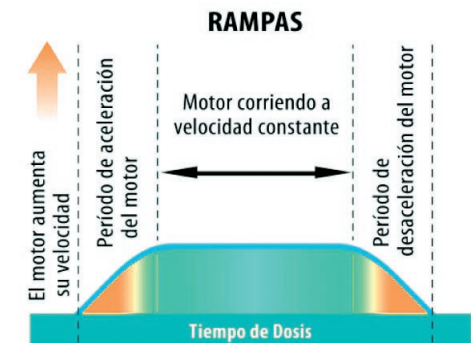 RAMPAS
El motor aumenta
su velocidad
Período de aceleración
del motor
Motor corriendo a
velocidad constante
Período de
desaceleración del motor
Tiempo de Dosis